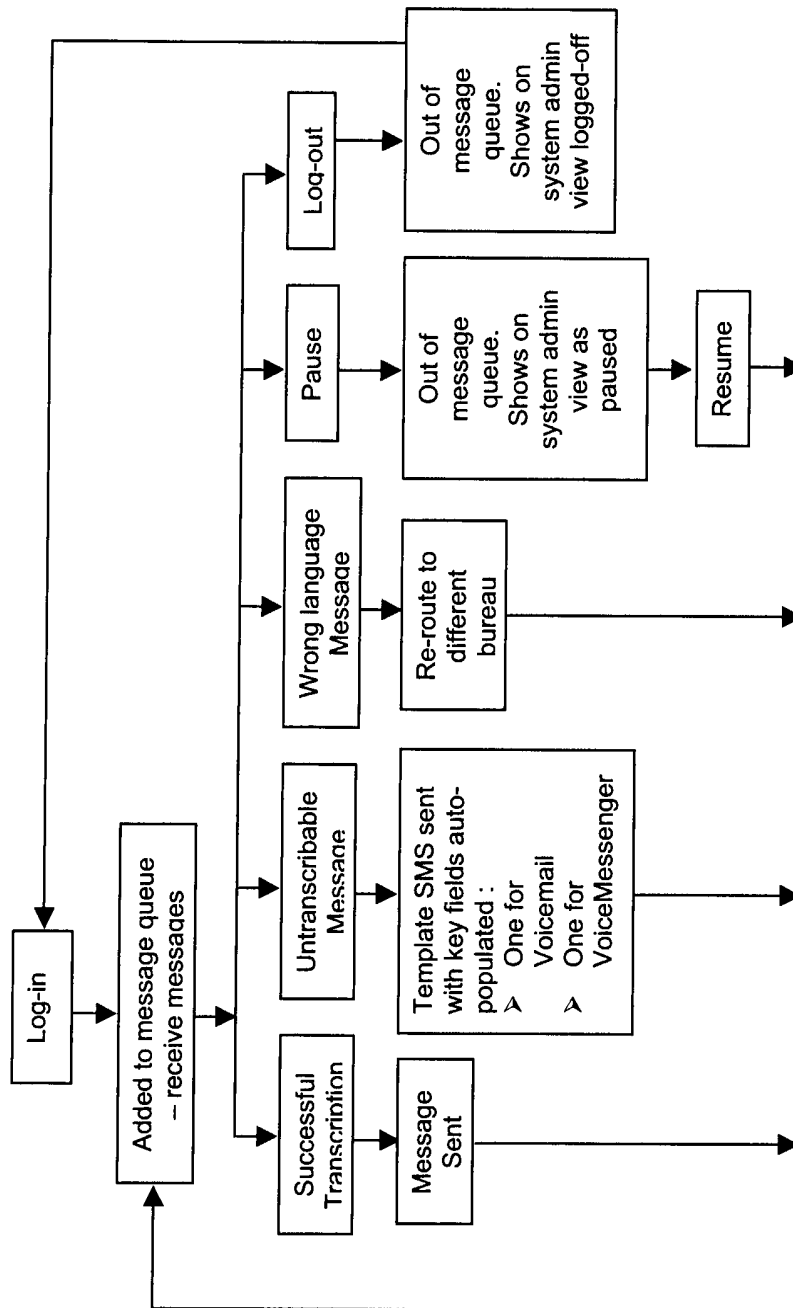 Log-in
Added to message queue
– receive messages
Successful
Transcription
Untranscribable
Message
Wrong language
Message
Pause
Log-out
Message
Sent
Template SMS sent
with key fields auto-
populated :
➢ One for
Voicemail
➢ One for
VoiceMessenger
Re-route to
different
bureau
Out of
message
queue.
Shows on
system admin
view as
paused
Out of
message
queue.
Shows on
system admin
view logged-off
Resume